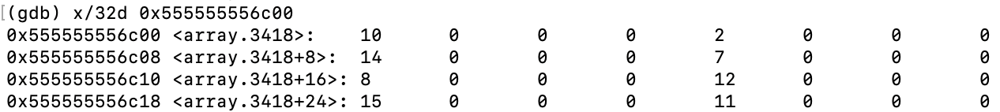 (gdb) x/32d 0x555555556c00
0x555555556c00 <array.3418>: 10 0 0 0 2 0 0 0
0x555555556c08 <array.3418+8>: 14 0 0 0 7 0 0 0
0x555555556c10 <array.3418+16>: 8 0 0 0 12 0 0 0
0x555555556c18 <array.3418+24>: 15 0 0 0 11 0 0 0